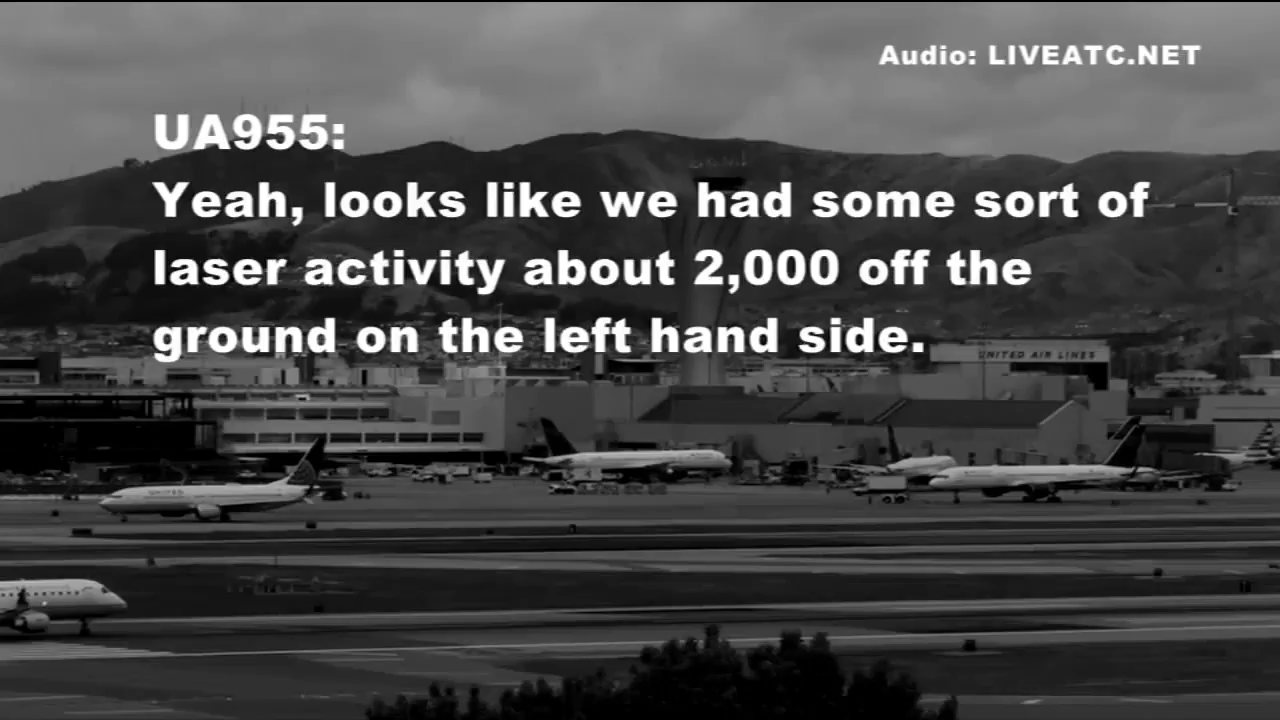 Audio: LIVEATC.NET
UA955:
Yeah, looks like we had some sort of
laser activity about 2,000 off the
ground on the left hand side.
UNITED AIR LINES
UNITED